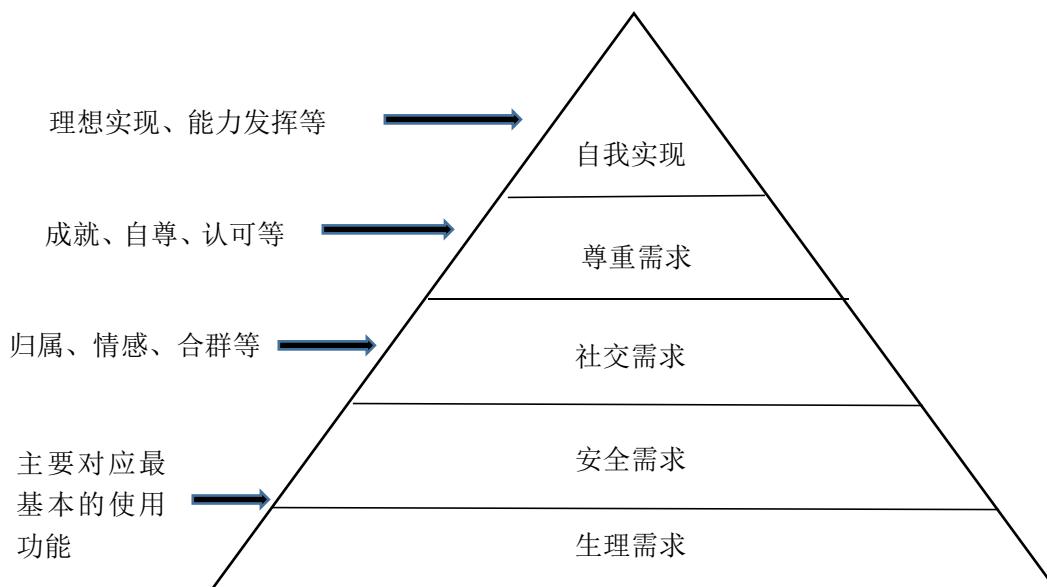 理想实现、能力发挥等
自我实现
成就、自尊、认可等
尊重需求
归属、情感、合群等
社交需求
主要对应最
基本的使用
功能
安全需求
生理需求